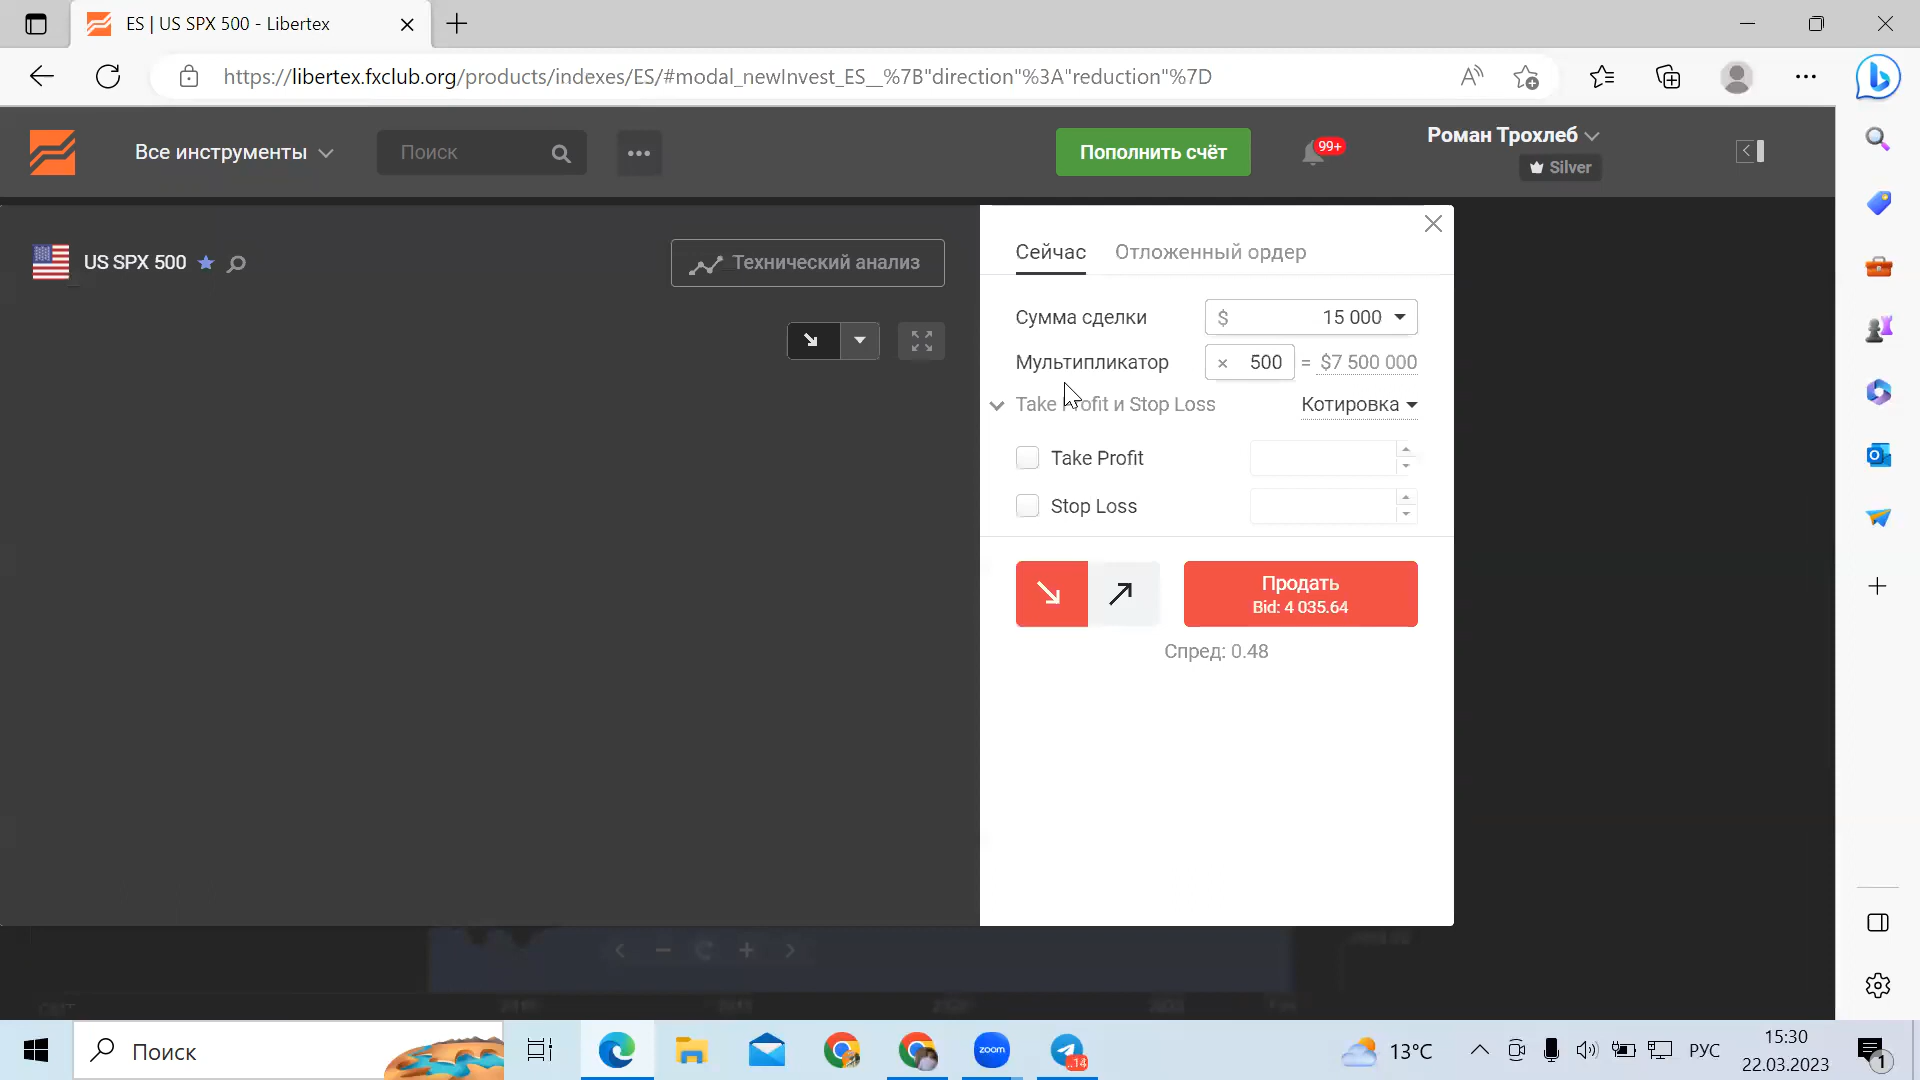 ES | US SPX 500 - Libertex
https://libertex.fxclub.org/products/indexes/ES/#modal_newInvest_ES__%7B"direction"%3A"reduction"%7D
Все инструменты
Поиск
Пополнить счёт
99+
Роман Трохлеб
Silver
US SPX 500
Технический анализ
Сейчас
Отложенный ордер
Сумма сделки
$ 15 000
Мультипликатор
× 500 = $7 500 000
Take Profit и Stop Loss
Котировка
Take Profit
Stop Loss
Продать
Bid: 4 035.64
Спред: 0.48
Поиск
zoom
..14
13°C
РУС
15:30
22.03.2023
1